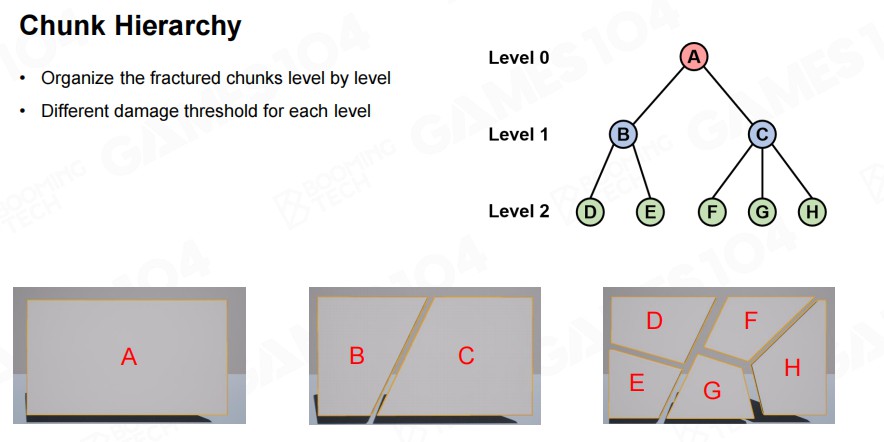 Chunk Hierarchy
• Organize the fractured chunks level by level
• Different damage threshold for each level
Level 0
A
Level 1
B
C
Level 2
D
E
F
G
H
A
B
C
D
F
E
G
H
BOOMING
TECH
GAMES104